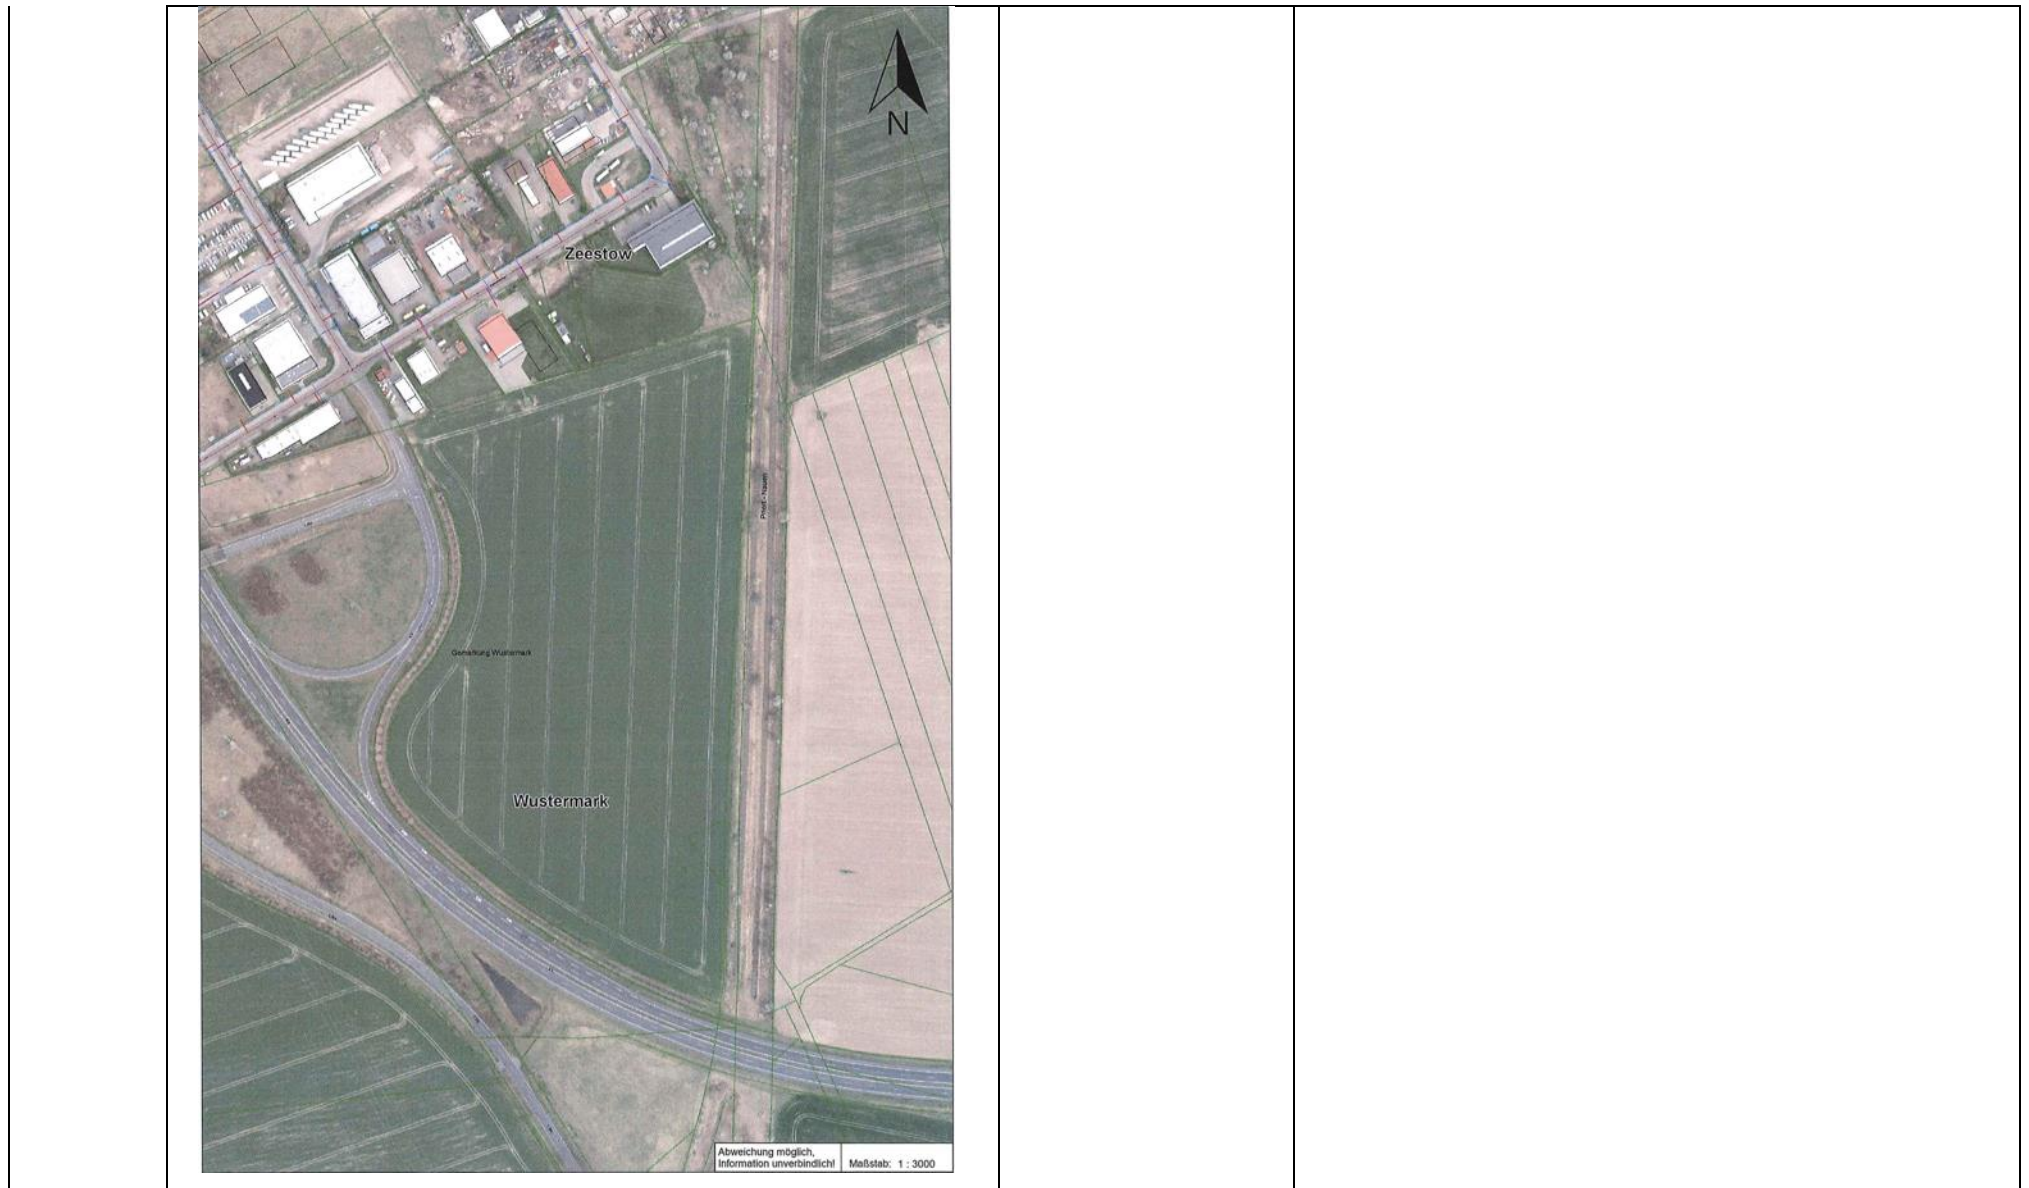 N
Zeestow
Gemarkung Wustermark
Wustermark
Abweichung möglich,
Information unverbindlich!
Maßstab: 1 : 3000